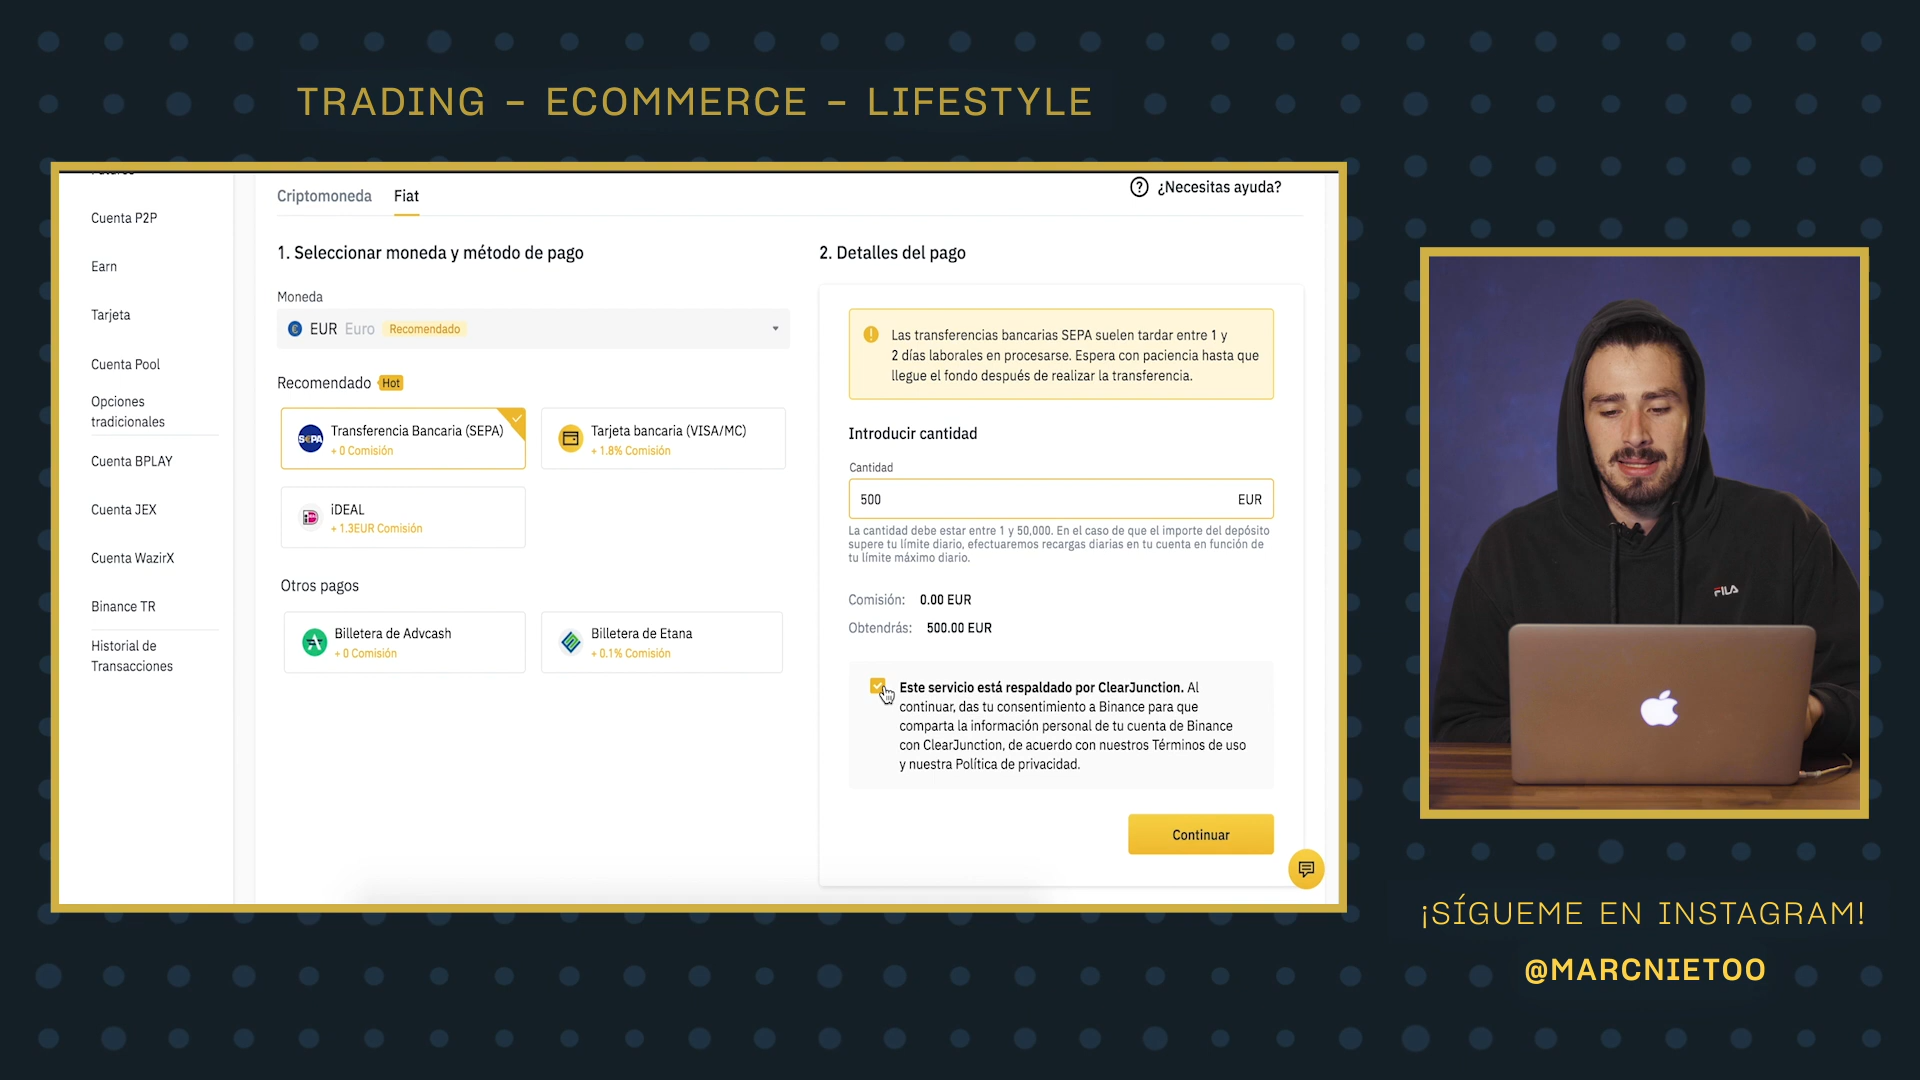 TRADING - ECOMMERCE - LIFESTYLE
Cuenta P2P
Earn
Tarjeta
Cuenta Pool
Opciones
tradicionales
Cuenta BPLAY
Cuenta JEX
Cuenta WazirX
Binance TR
Historial de
Transacciones
Criptomoneda Fiat
¿Necesitas ayuda?
1. Seleccionar moneda y método de pago
Moneda
EUR Euro Recomendado
Recomendado Hot
SEPA
Transferencia Bancaria (SEPA)
+ 0 Comisión
Tarjeta bancaria (VISA/MC)
+ 1.8% Comisión
iDEAL
+ 1.3EUR Comisión
Otros pagos
Billetera de Advcash
+ 0 Comisión
Billetera de Etana
+ 0.1% Comisión
2. Detalles del pago
Las transferencias bancarias SEPA suelen tardar entre 1 y
2 días laborales en procesarse. Espera con paciencia hasta que
llegue el fondo después de realizar la transferencia.
Introducir cantidad
Cantidad
500 EUR
La cantidad debe estar entre 1 y 50,000. En el caso de que el importe del depósito
supere tu límite diario, efectuaremos recargas diarias en tu cuenta en función de
tu límite máximo diario.
Comisión: 0.00 EUR
Obtendrás: 500.00 EUR
Este servicio está respaldado por ClearJunction. Al
continuar, das tu consentimiento a Binance para que
comparta la información personal de tu cuenta de Binance
con ClearJunction, de acuerdo con nuestros Términos de uso
y nuestra Política de privacidad.
Continuar
FILA
¡SÍGUEME EN INSTAGRAM!
@MARCNIETOO